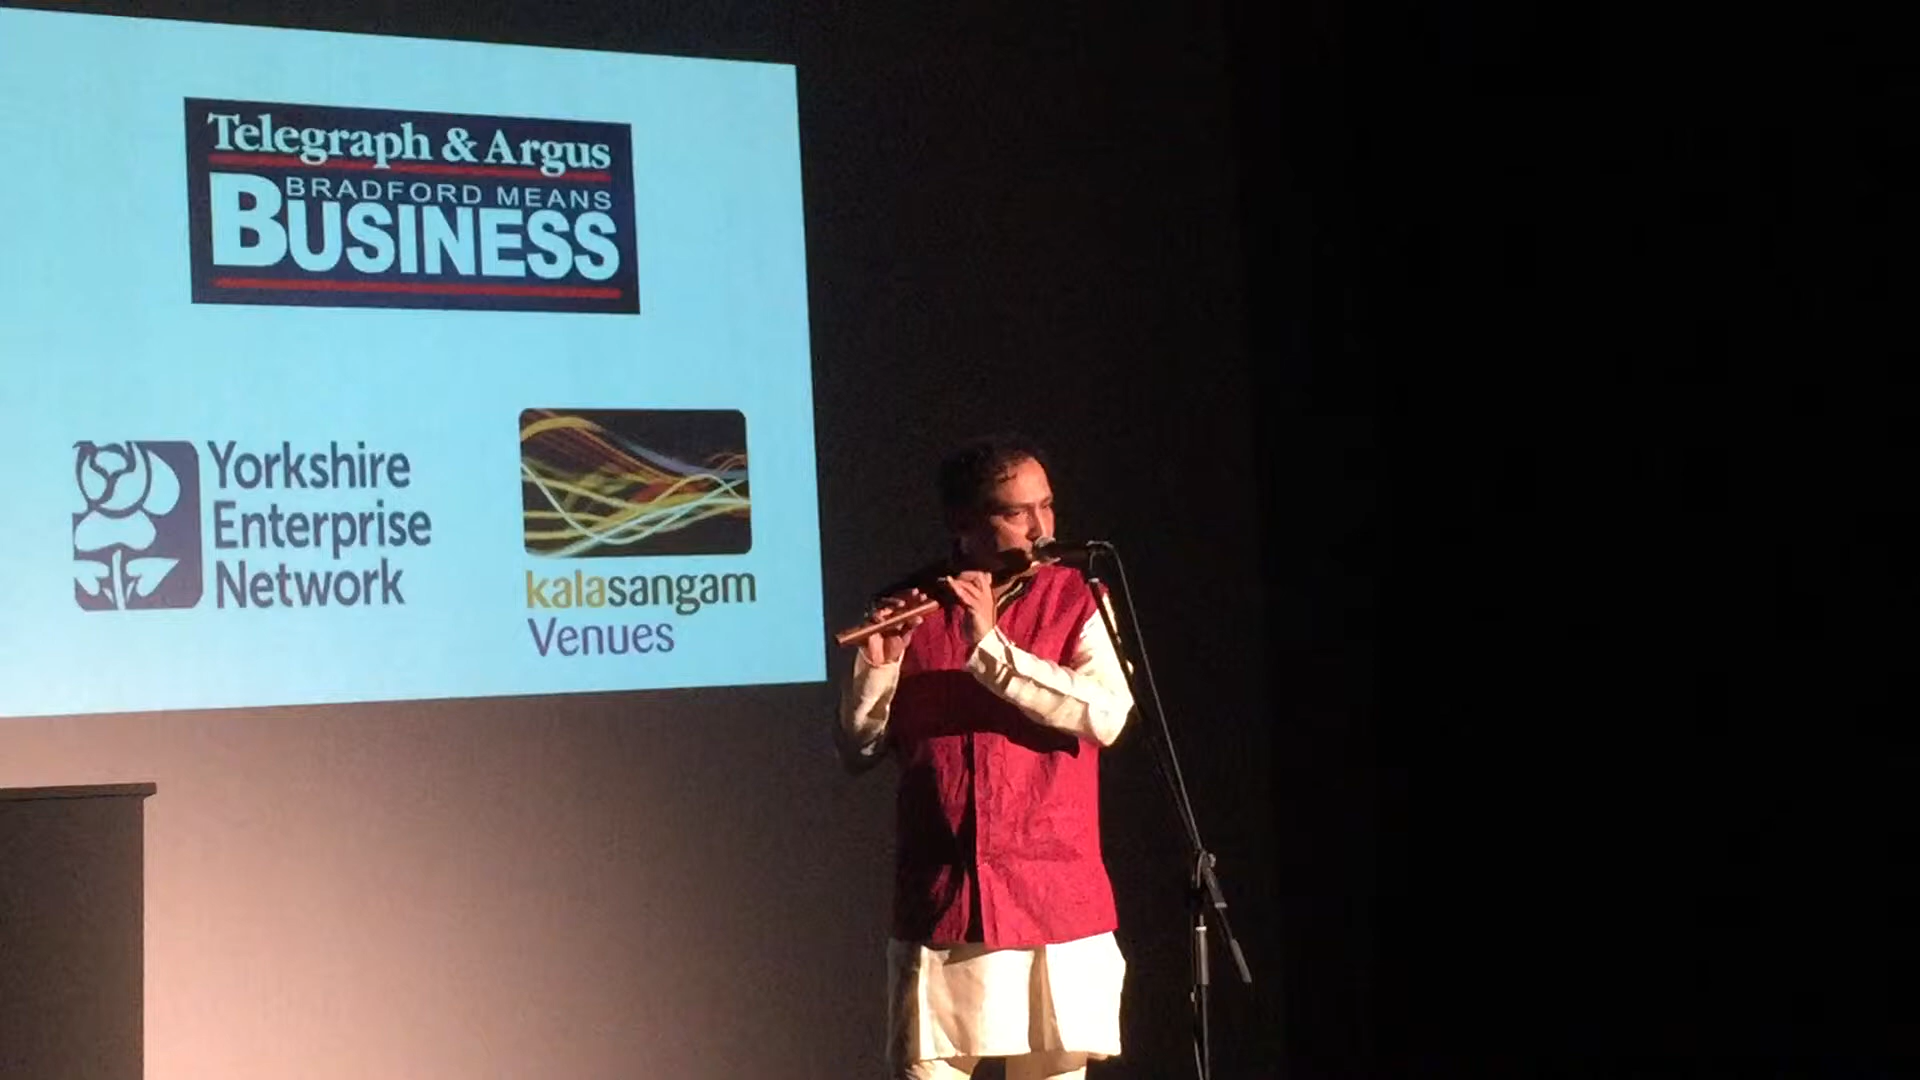 Telegraph & Argus
BRADFORD MEANS
BUSINESS
Yorkshire
Enterprise
Network
kalasangam
Venues